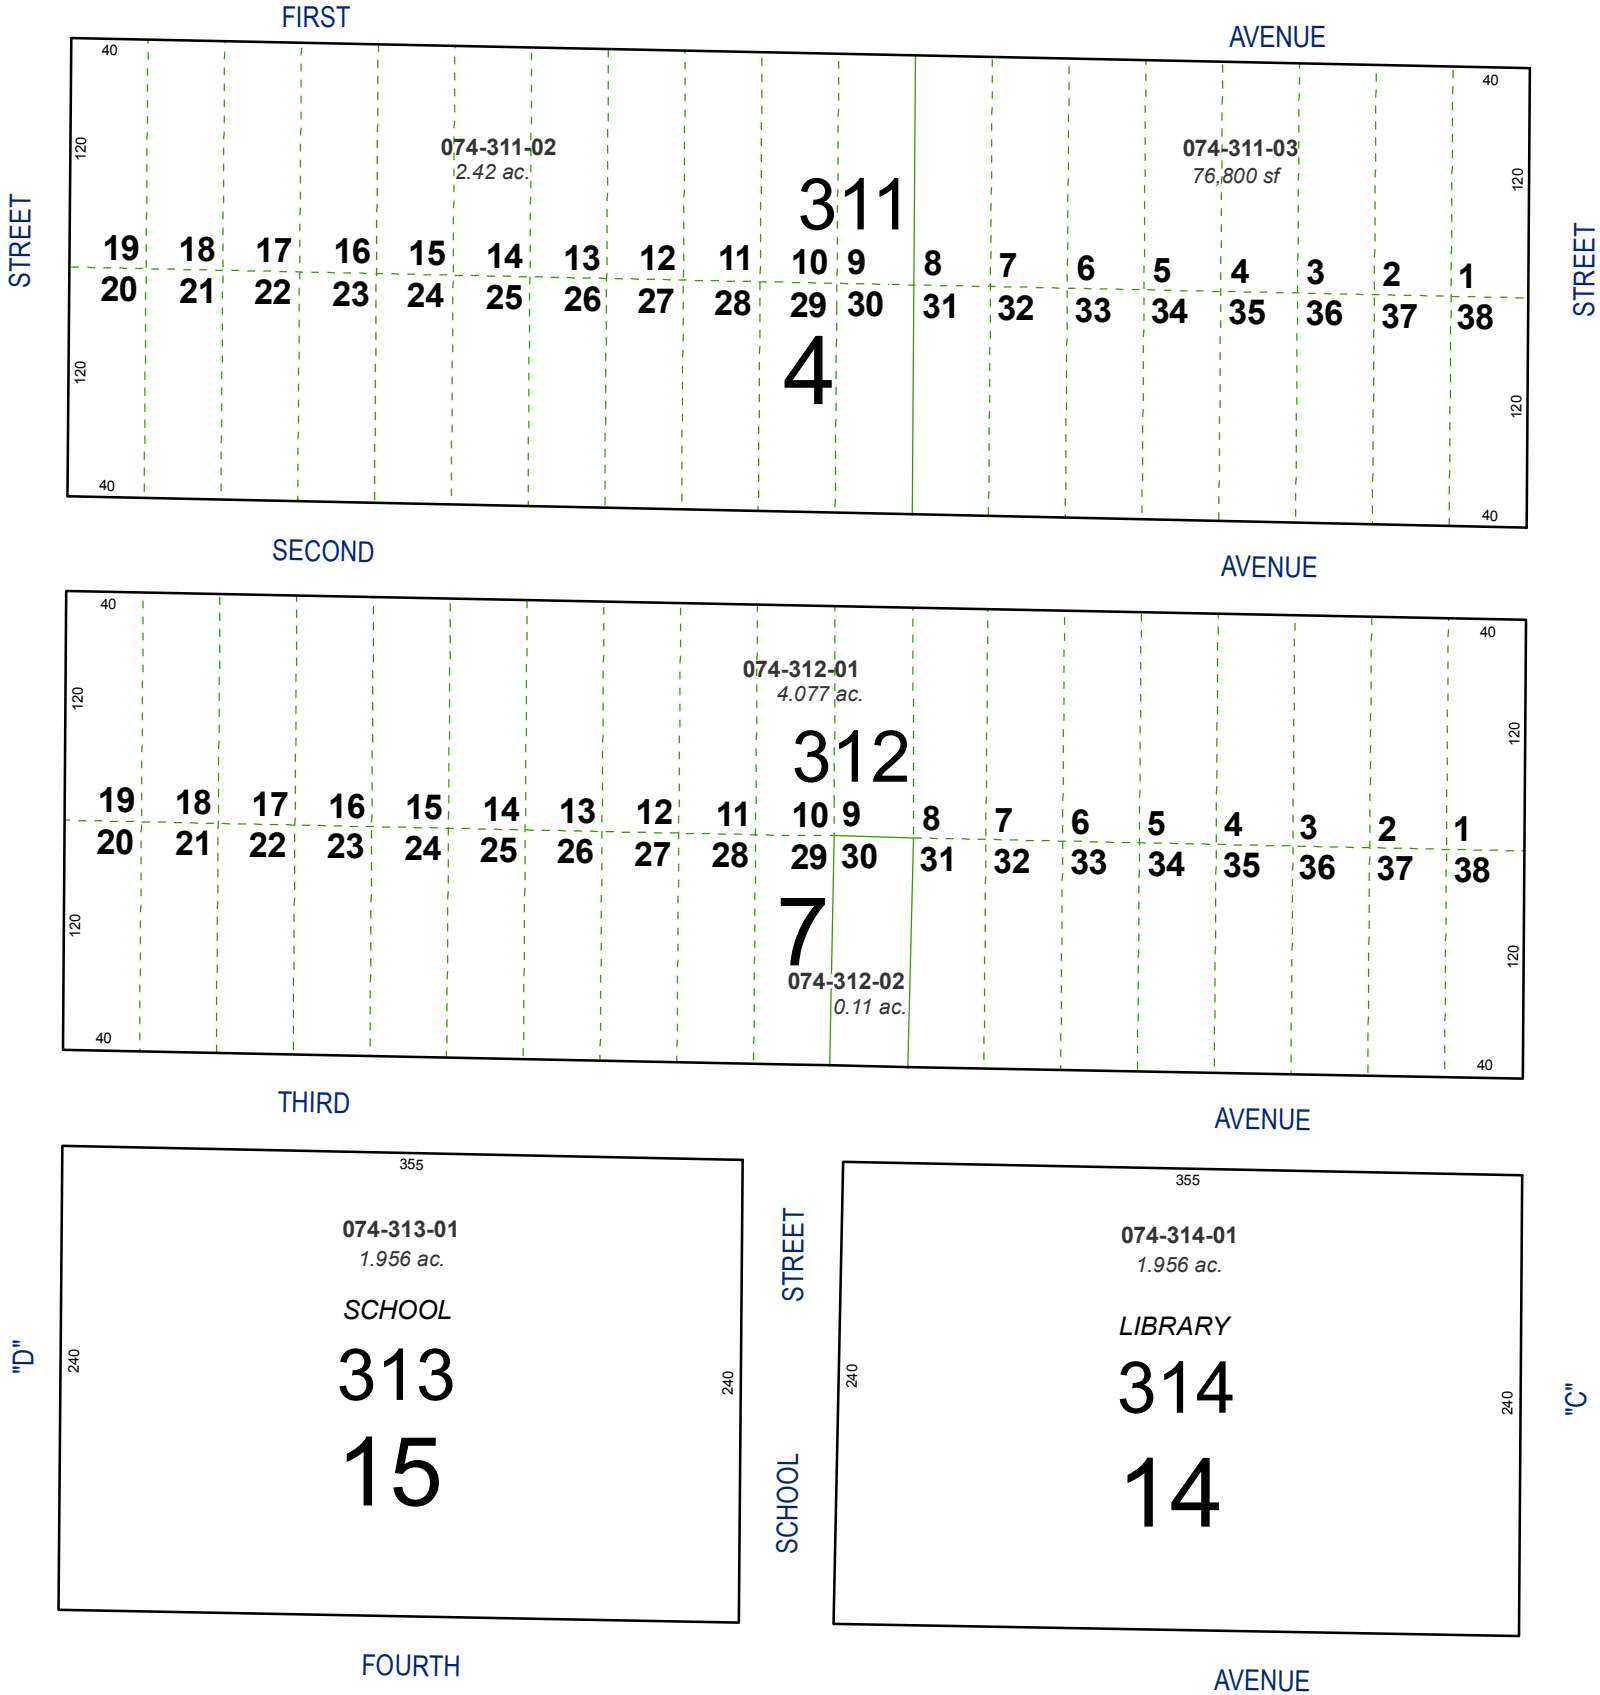 FIRST AVENUE
40 40
120 120
074-311-02 074-311-03
2.42 ac. 76,800 sf
311
STREET STREET
19 18 17 16 15 14 13 12 11 10 9 8 7 6 5 4 3 2 1
20 21 22 23 24 25 26 27 28 29 30 31 32 33 34 35 36 37 38
4
120 120
40 40
SECOND AVENUE
40 40
074-312-01
4.077 ac.
120 120
312
19 18 17 16 15 14 13 12 11 10 9 8 7 6 5 4 3 2 1
20 21 22 23 24 25 26 27 28 29 30 31 32 33 34 35 36 37 38
7
120 120
074-312-02
0.11 ac.
40 40
THIRD AVENUE
355 355
074-313-01 074-314-01
1.956 ac. 1.956 ac.
STREET
SCHOOL LIBRARY
"D" 240 313 240 240 314 240 "C"
15 14
SCHOOL
FOURTH AVENUE